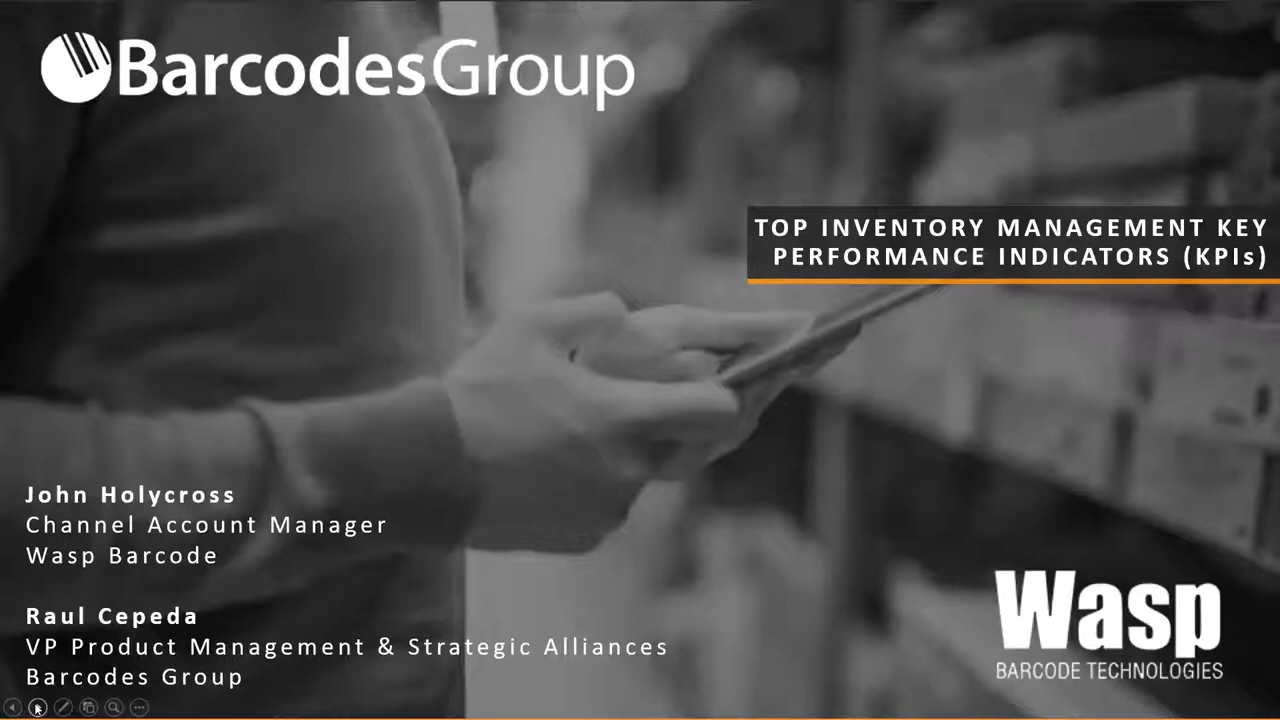 BarcodesGroup
TOP INVENTORY MANAGEMENT KEY
PERFORMANCE INDICATORS (KPIs)
John Holycross
Channel Account Manager
Wasp Barcode
Raul Cepeda
VP Product Management & Strategic Alliances
Barcodes Group
Wasp
BARCODE TECHNOLOGIES